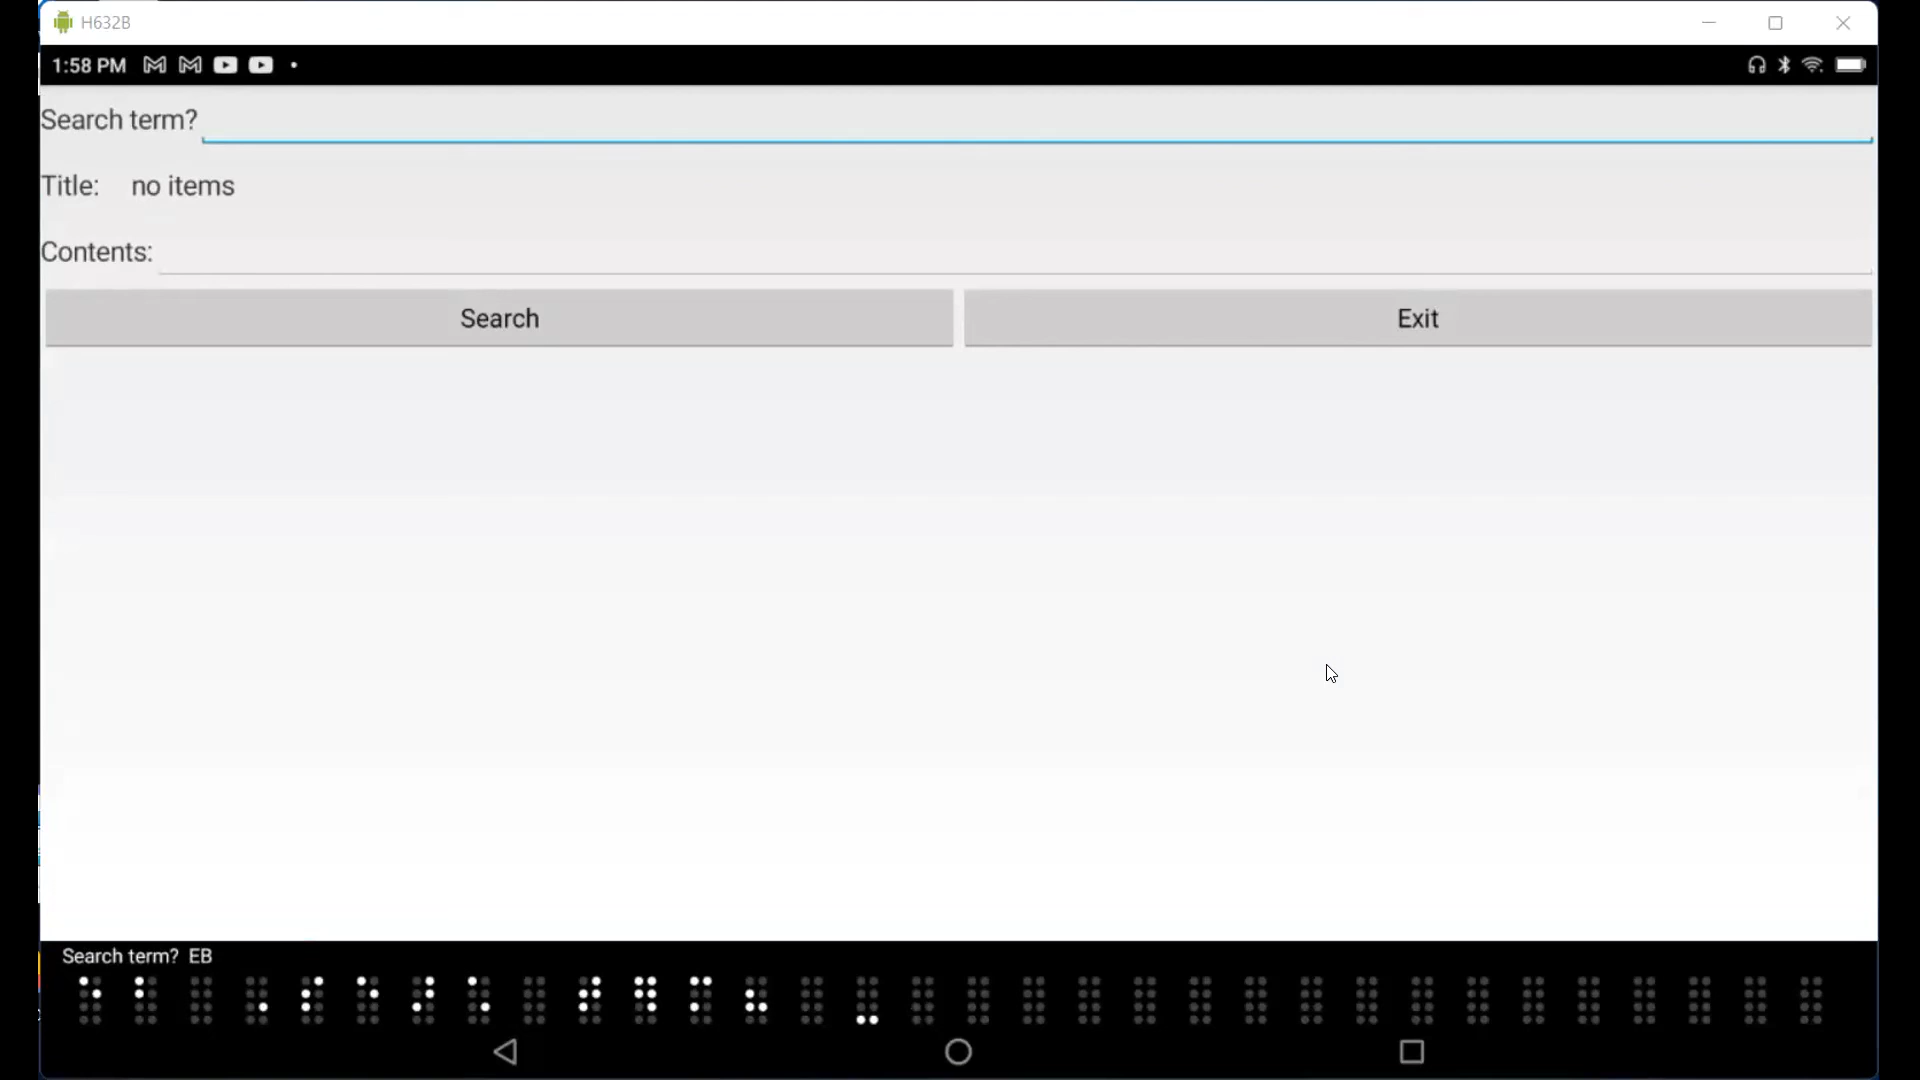 H632B
1:58 PM
Search term?
Title: no items
Contents:
Search
Exit
Search term? EB